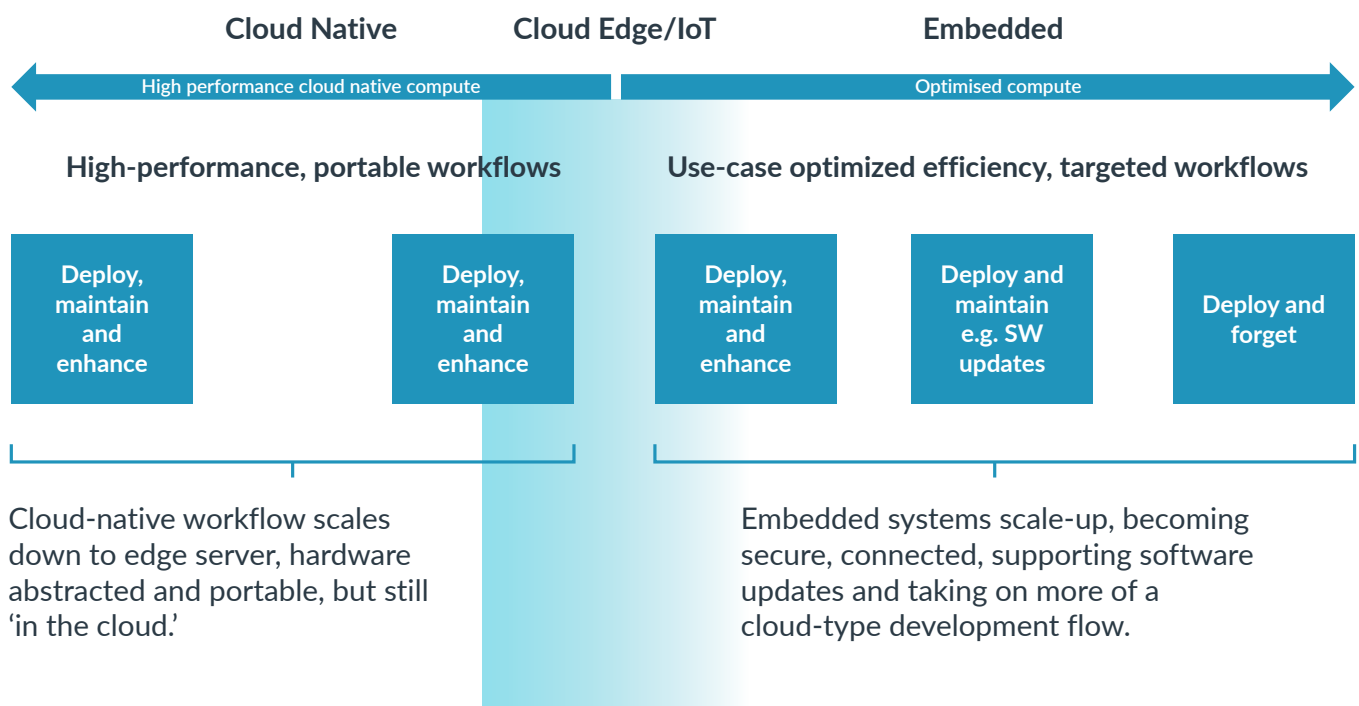 Cloud Native
Cloud Edge/IoT
Embedded
High performance cloud native compute
Optimised compute
High-performance, portable workflows
Use-case optimized efficiency, targeted workflows
Deploy,
maintain
and
enhance
Deploy,
maintain
and
enhance
Deploy,
maintain
and
enhance
Deploy and
maintain
e.g. SW
updates
Deploy and
forget
Cloud-native workflow scales
down to edge server, hardware
abstracted and portable, but still
‘in the cloud.’
Embedded systems scale-up, becoming
secure, connected, supporting software
updates and taking on more of a
cloud-type development flow.